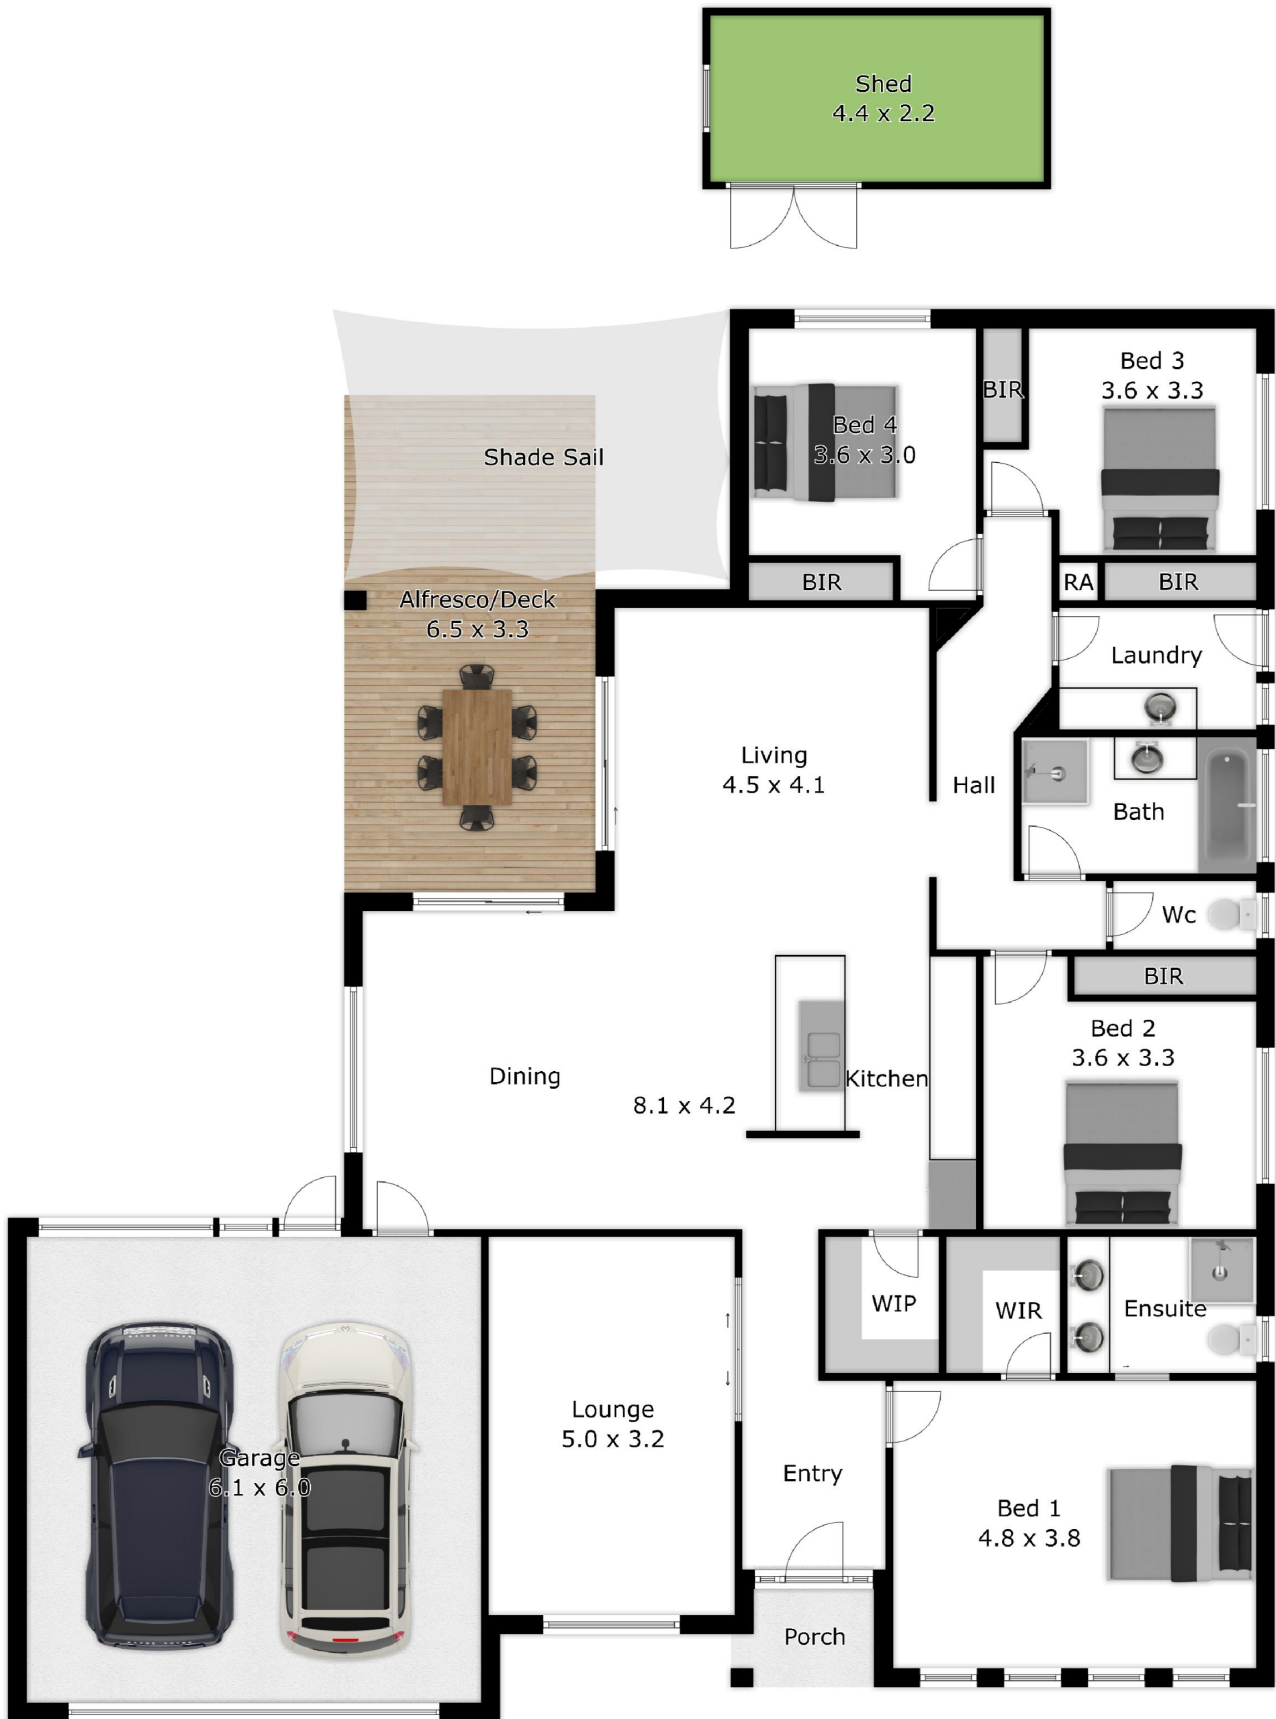 Shed
4.4 x 2.2
Bed 3
3.6 x 3.3
BIR
Bed 4
3.6 x 3.0
Shade Sail
BIR
RA
BIR
Alfresco/Deck
6.5 x 3.3
Laundry
Living
4.5 x 4.1
Hall
Bath
Wc
BIR
Bed 2
3.6 x 3.3
Dining
Kitchen
8.1 x 4.2
WIP
WIR
Ensuite
Lounge
5.0 x 3.2
Garage
6.1 x 6.0
Entry
Bed 1
4.8 x 3.8
Porch